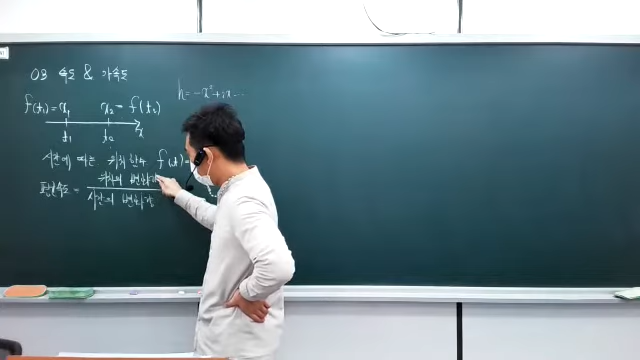 03 속도 & 가속도
h = -x²+
f(t₁) = x₁ x₂ = f(t₂)
x
t₁ t₂
시간에 따른 위치 함수 f(t) =
위치의 변화량
평균속도 =
시간의 변화량